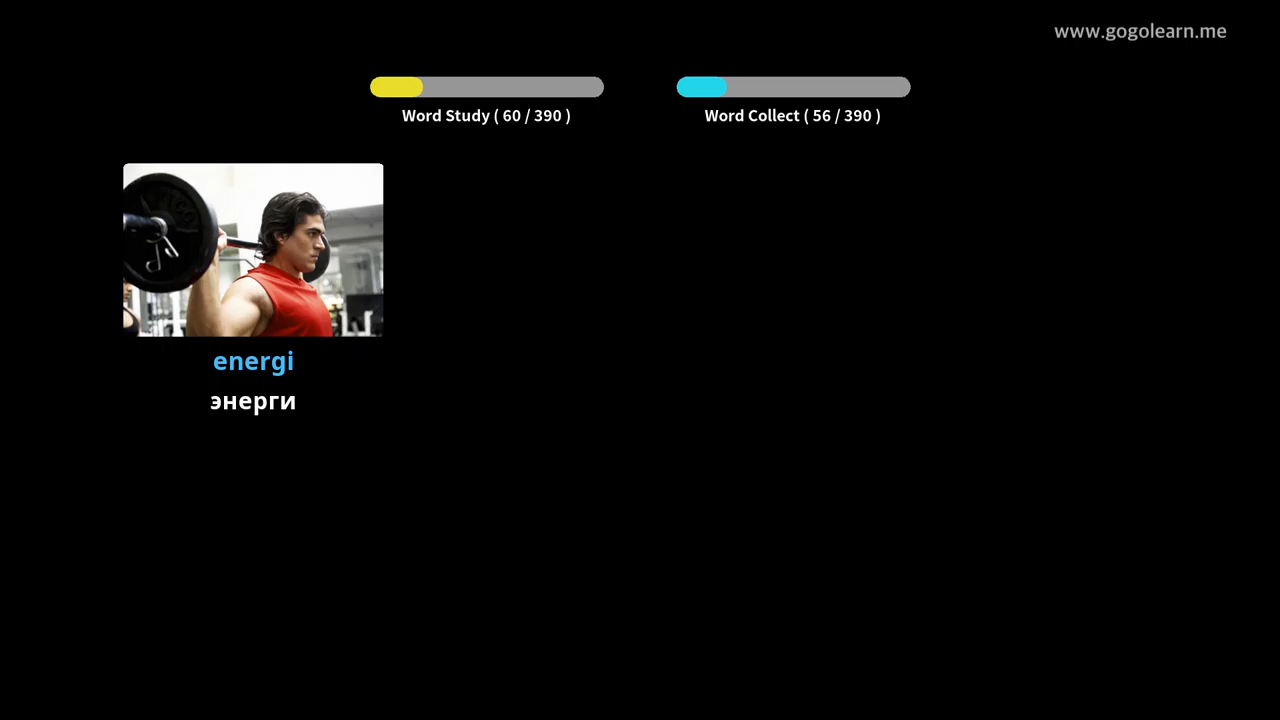 www.gogolearn.me
Word Study ( 60 / 390 )
Word Collect ( 56 / 390 )
energi
энерги